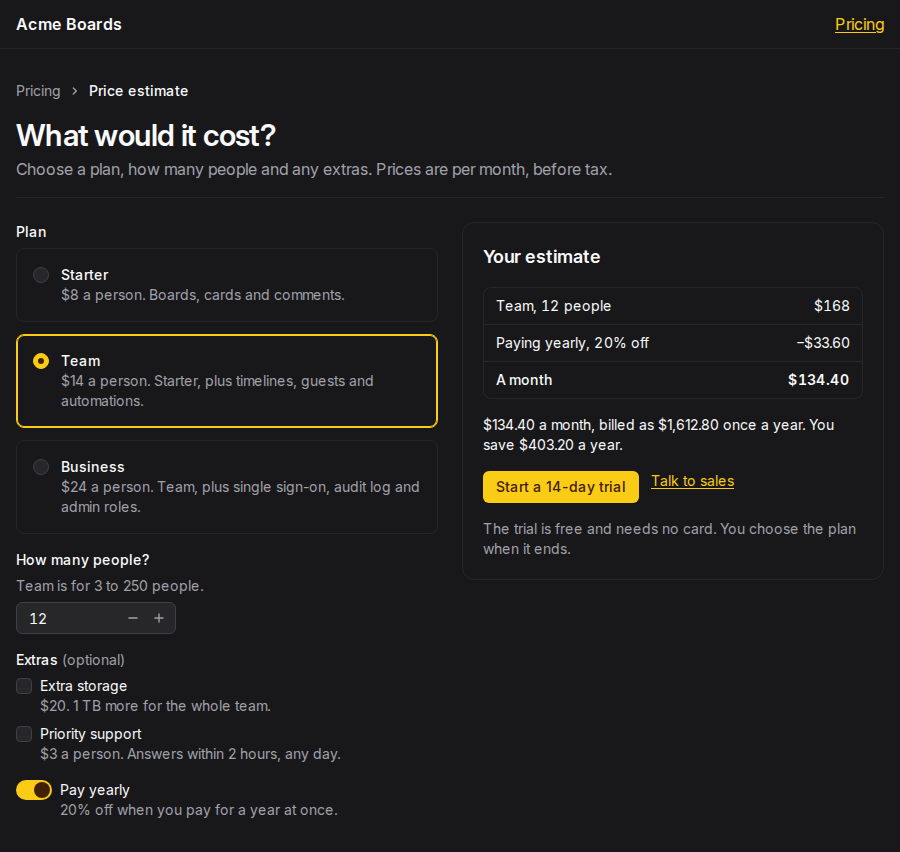 Acme Boards
Pricing
Pricing
Price estimate
What would it cost?
Choose a plan, how many people and any extras. Prices are per month, before tax.
Plan
Starter
$8 a person. Boards, cards and comments.
Team
$14 a person. Starter, plus timelines, guests and
automations.
Business
$24 a person. Team, plus single sign-on, audit log and
admin roles.
How many people?
Team is for 3 to 250 people.
12
Extras (optional)
Extra storage
$20. 1 TB more for the whole team.
Priority support
$3 a person. Answers within 2 hours, any day.
Pay yearly
20% off when you pay for a year at once.
Your estimate
Team, 12 people $168
Paying yearly, 20% off −$33.60
A month $134.40
$134.40 a month, billed as $1,612.80 once a year. You
save $403.20 a year.
Start a 14-day trial
Talk to sales
The trial is free and needs no card. You choose the plan
when it ends.